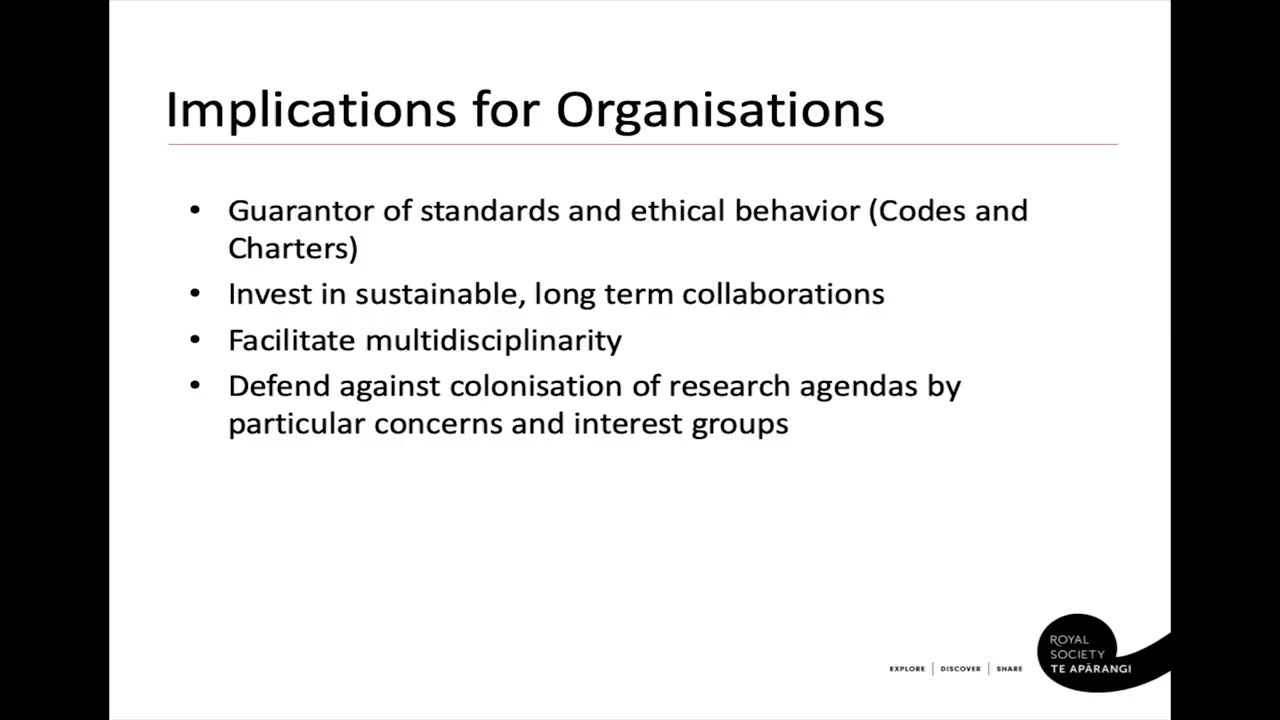 Implications for Organisations
• Guarantor of standards and ethical behavior (Codes and
Charters)
• Invest in sustainable, long term collaborations
• Facilitate multidisciplinarity
• Defend against colonisation of research agendas by
particular concerns and interest groups
EXPLORE | DISCOVER | SHARE
ROYAL
SOCIETY
TE APĀRANGI